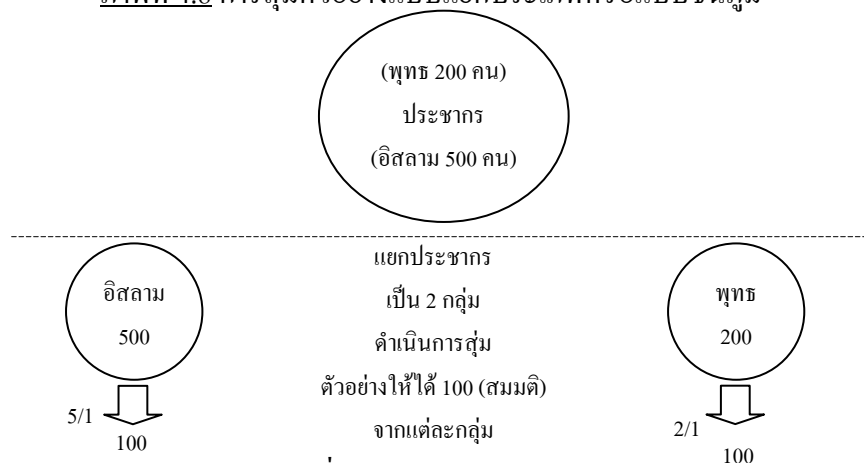 (พุทธ 200 คน)
ประชากร
(อิสลาม 500 คน)
อิสลาม
500
5/1
100
แยกประชากร
เป็น 2 กลุ่ม
ดำเนินการสุ่ม
ตัวอย่างให้ได้ 100 (สมมติ)
จากแต่ละกลุ่ม
พุทธ
200
2/1
100